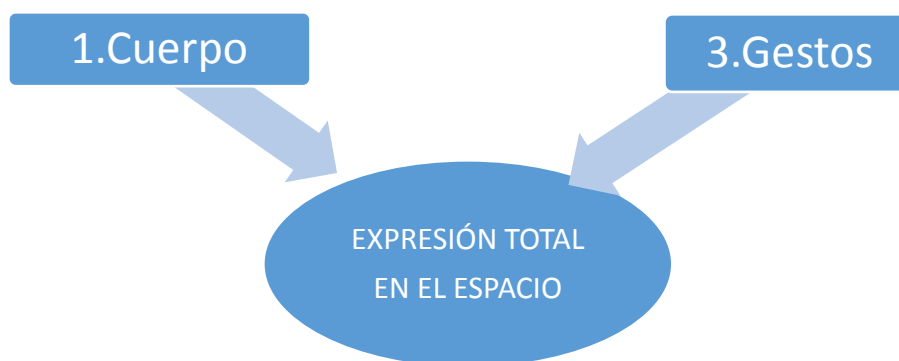 1.Cuerpo
3.Gestos
EXPRESIÓN TOTAL
EN EL ESPACIO